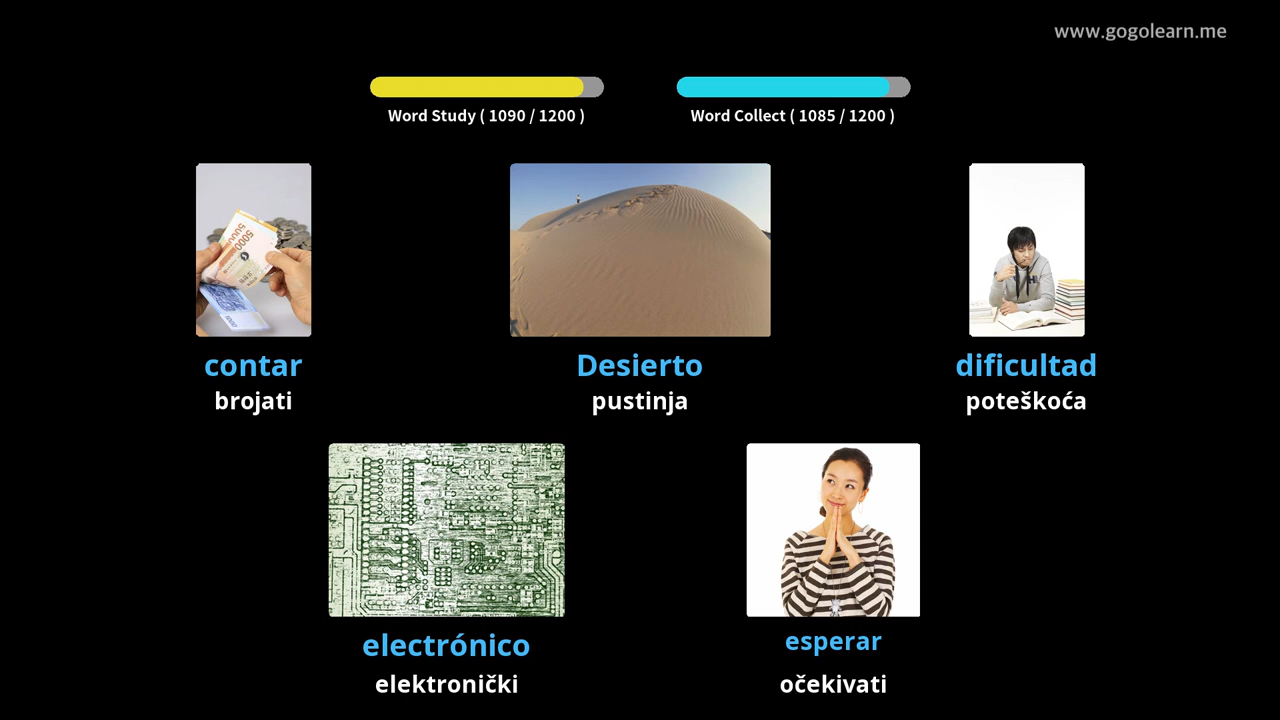 www.gogolearn.me
Word Study ( 1090 / 1200 )
Word Collect ( 1085 / 1200 )
contar
brojati
Desierto
pustinja
dificultad
poteškoća
electrónico
elektronički
esperar
očekivati